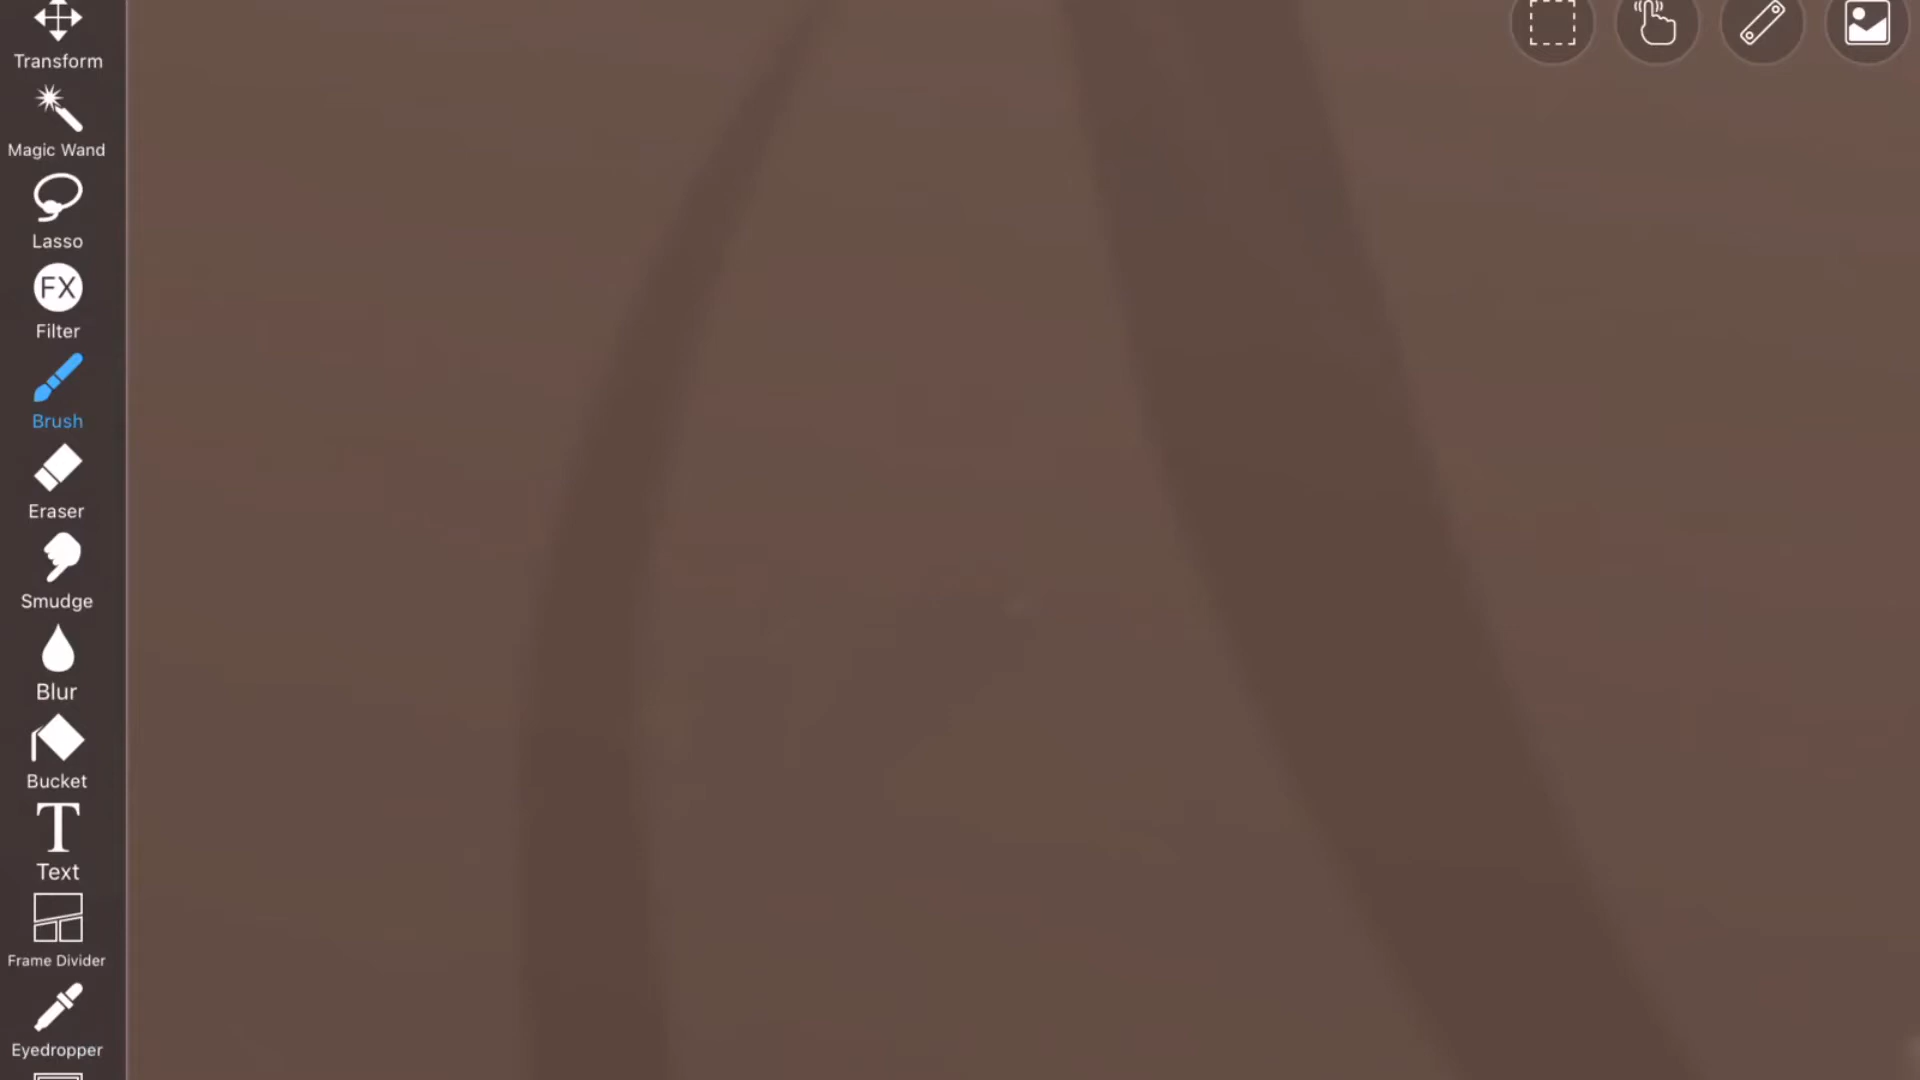 Transform
Magic Wand
Lasso
FX
Filter
Brush
Eraser
Smudge
Blur
Bucket
T
Text
Frame Divider
Eyedropper